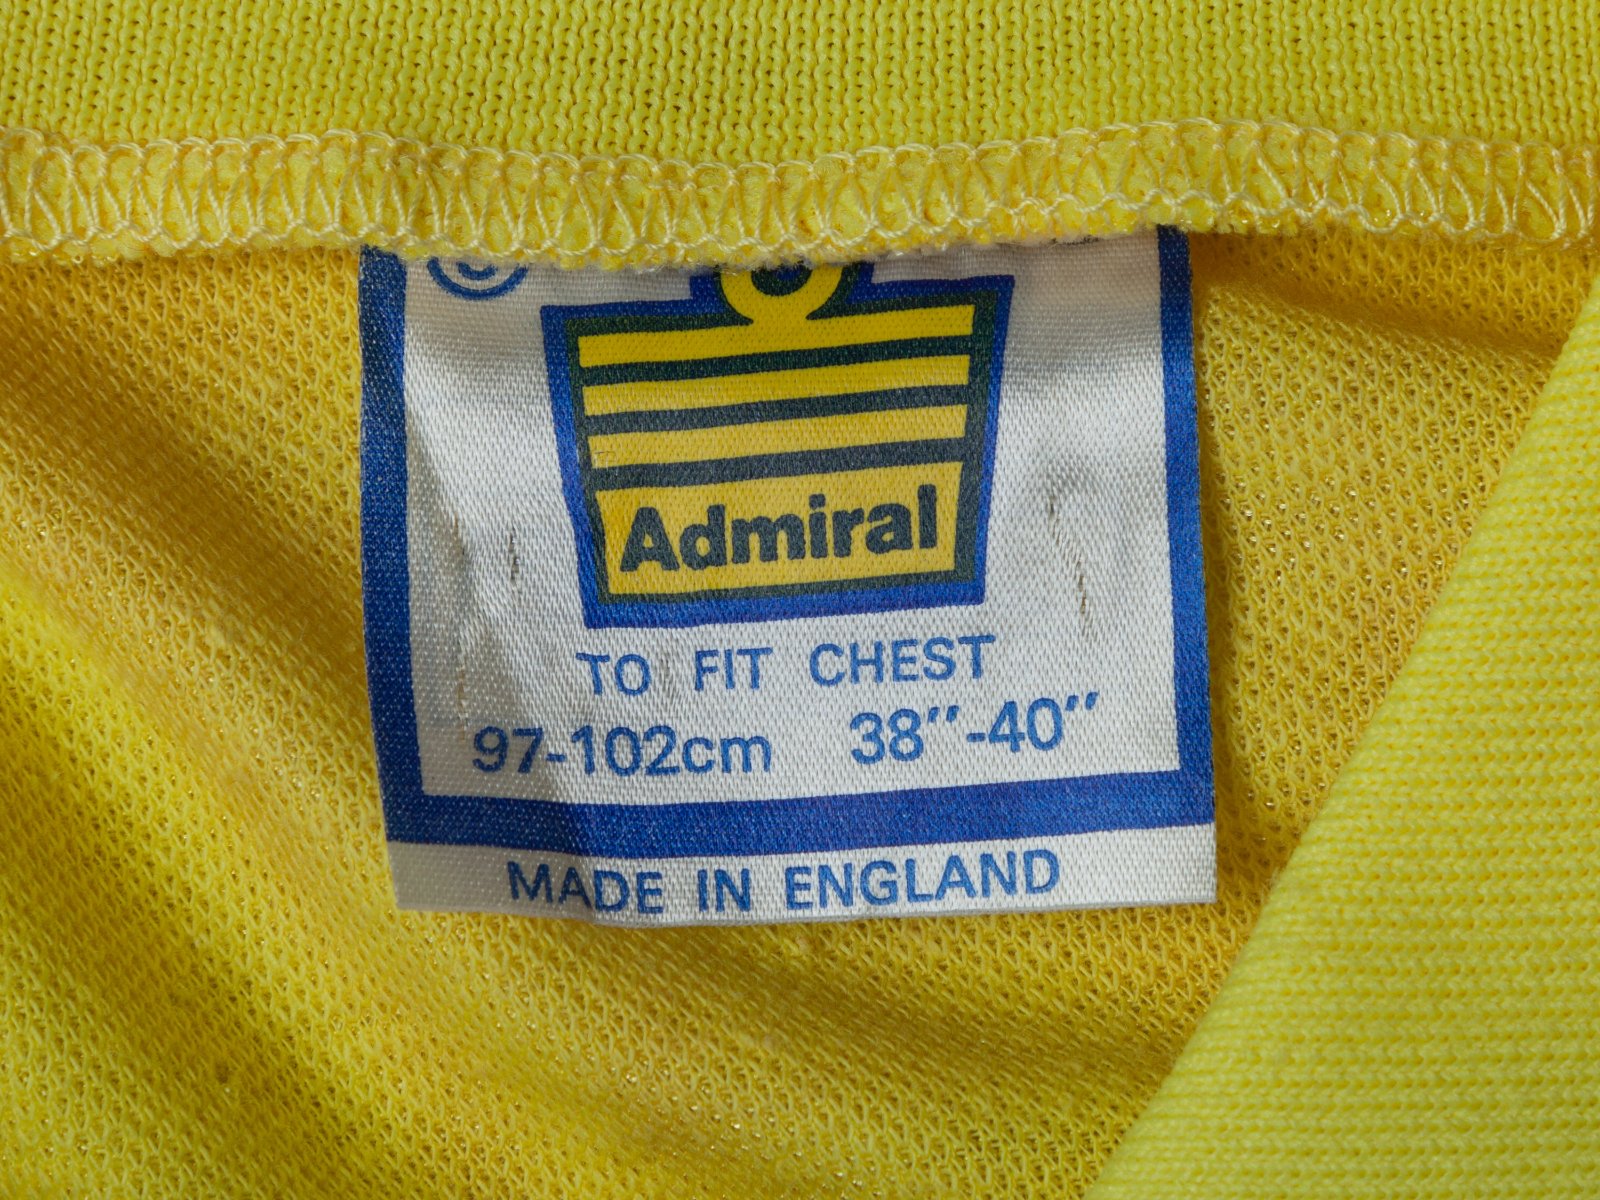 Admiral
TO FIT CHEST
97-102cm 38"-40"
MADE IN ENGLAND